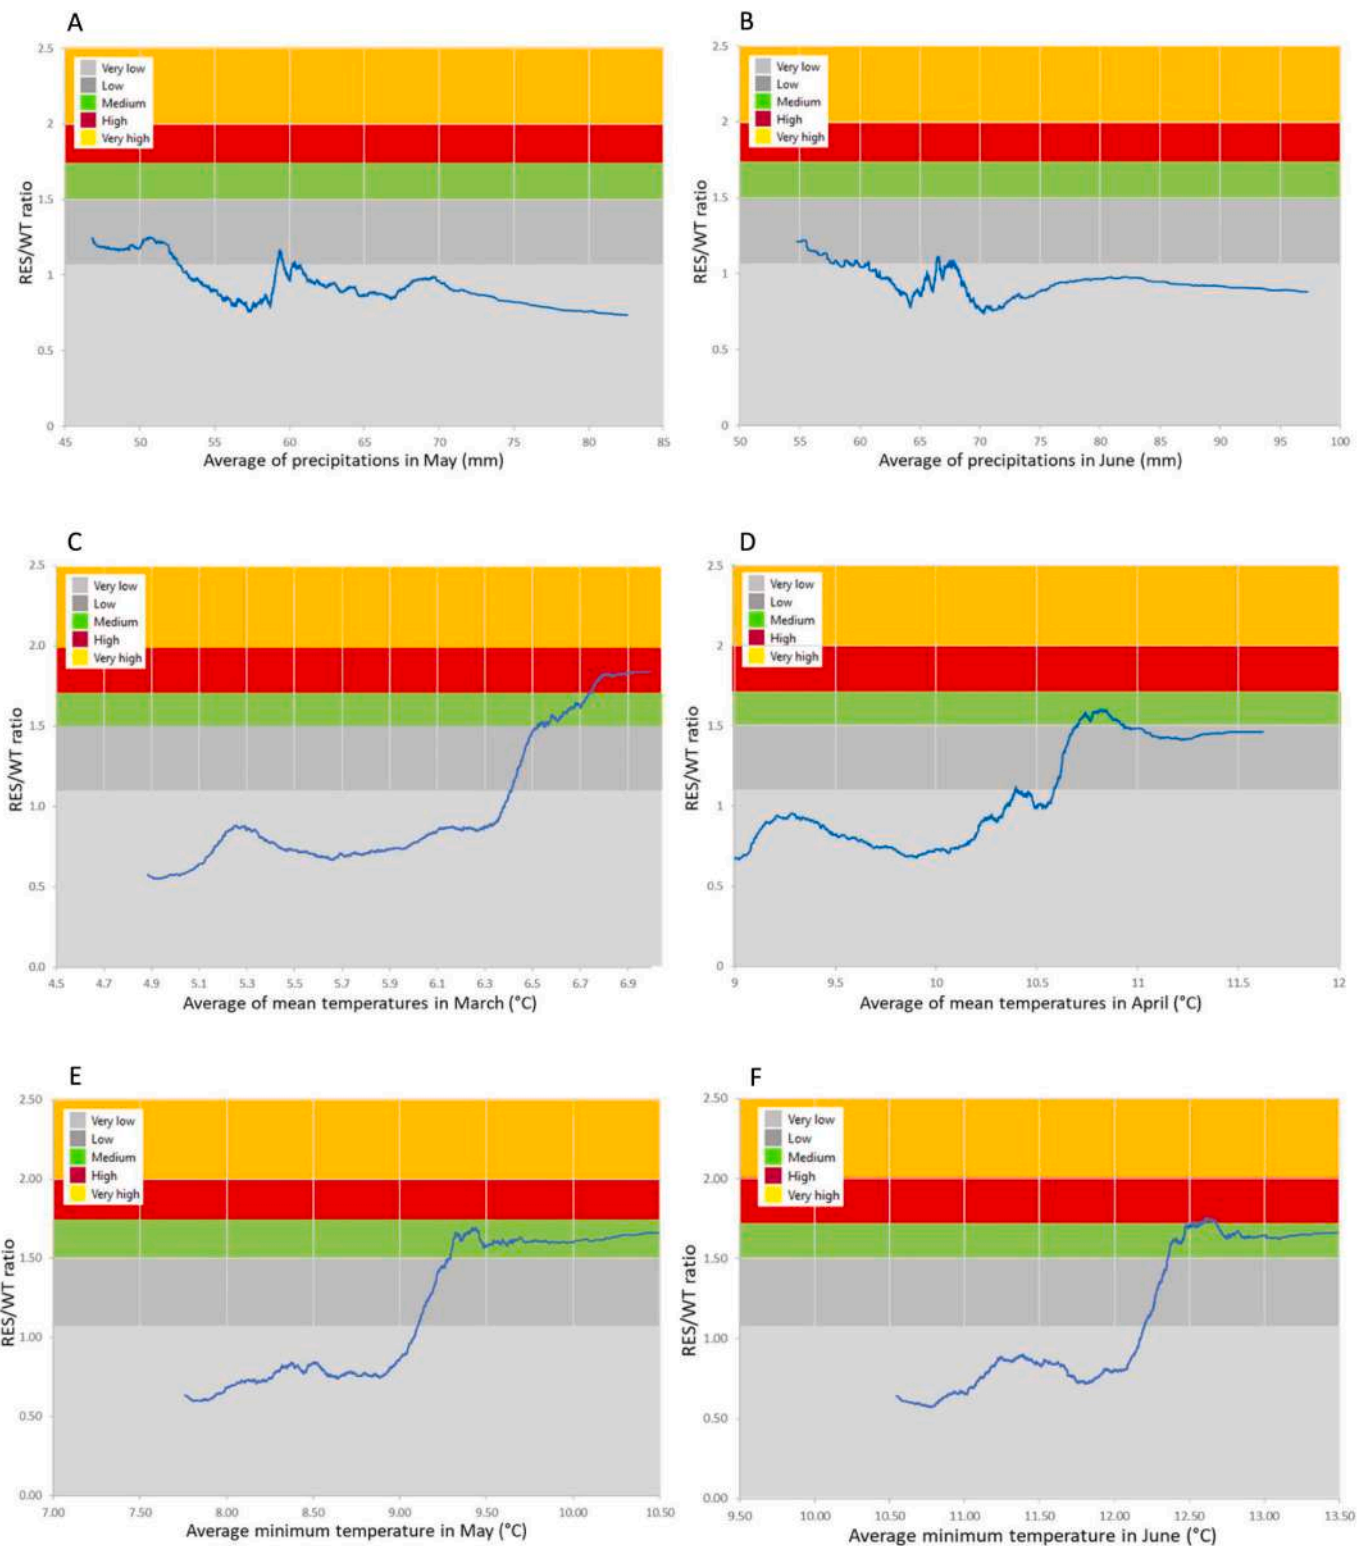 A
2.5
2
1.5
1
0.5
0
Very low
Low
Medium
High
Very high
RES/WT ratio
45 50 55 60 65 70 75 80 85
Average of precipitations in May (mm)
B
2.5
2
1.5
1
0.5
0
Very low
Low
Medium
High
Very high
RES/WT ratio
50 55 60 65 70 75 80 85 90 95 100
Average of precipitations in June (mm)
C
2.5
2.0
1.5
1.0
0.5
0.0
Very low
Low
Medium
High
Very high
RES/WT ratio
4.5 4.7 4.9 5.1 5.3 5.5 5.7 5.9 6.1 6.3 6.5 6.7 6.9
Average of mean temperatures in March (°C)
D
2.5
2
1.5
1
0.5
0
Very low
Low
Medium
High
Very high
RES/WT ratio
9 9.5 10 10.5 11 11.5 12
Average of mean temperatures in April (°C)
E
2.50
2.00
1.50
1.00
0.50
0.00
Very low
Low
Medium
High
Very high
RES/WT ratio
7.00 7.50 8.00 8.50 9.00 9.50 10.00 10.50
Average minimum temperature in May (°C)
F
2.50
2.00
1.50
1.00
0.50
0.00
Very low
Low
Medium
High
Very high
RES/WT ratio
9.50 10.00 10.50 11.00 11.50 12.00 12.50 13.00 13.50
Average minimum temperature in June (°C)